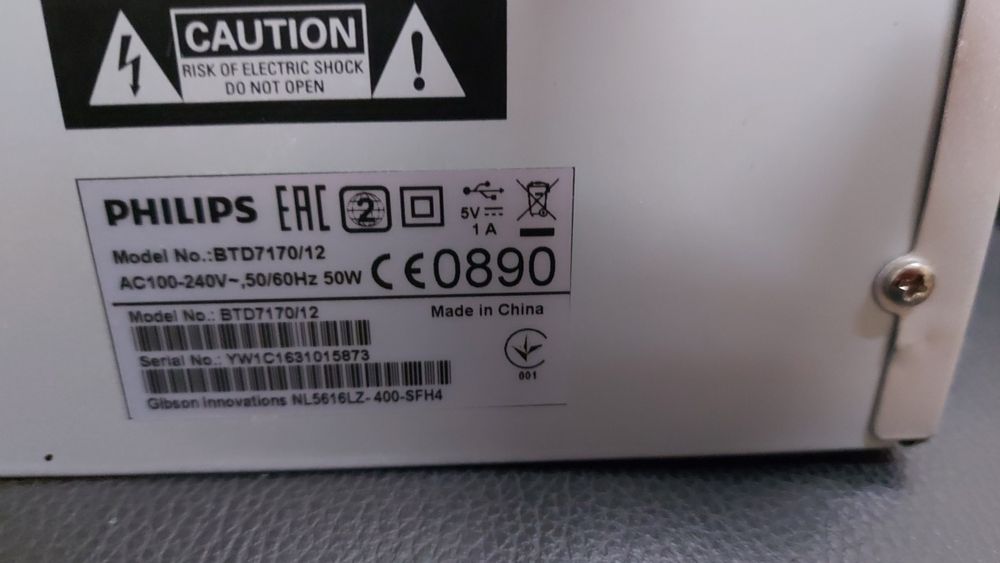 CAUTION
RISK OF ELECTRIC SHOCK
DO NOT OPEN
PHILIPS EAC 2 5V 1 A
Model No.:BTD7170/12
AC100-240V~,50/60Hz 50W CE0890
Model No.: BTD7170/12 Made in China
Serial No.: YW1C1631015873
001
Gibson Innovations NL5616LZ-400-SFH4